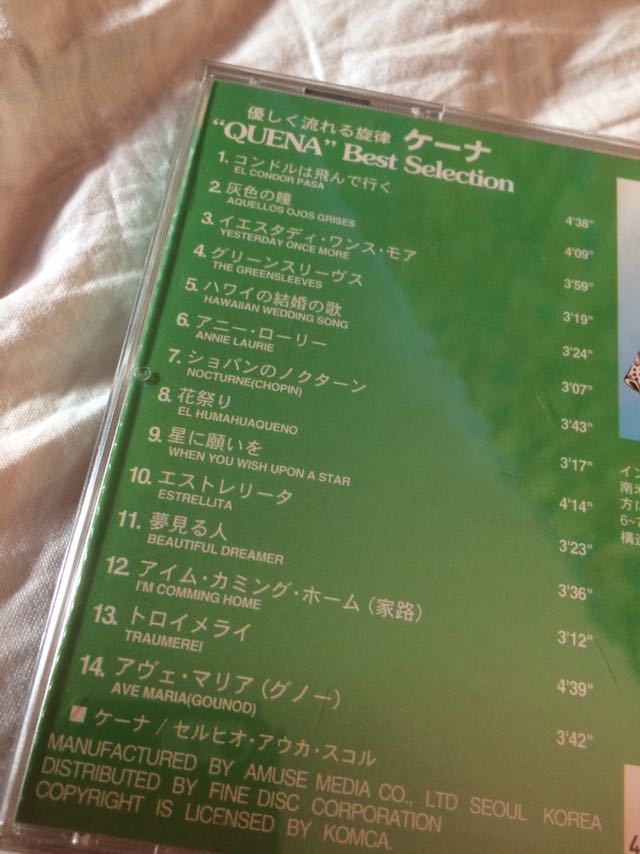 優しく流れる旋律 ケーナ
"QUENA" Best Selection
1. コンドルは飛んで行く
EL CONDOR PASA
4'38"
2. 灰色の瞳
AQUELLOS OJOS GRISES
4'09"
3. イエスタデイ・ワンス・モア
YESTERDAY ONCE MORE
3'59"
4. グリーンスリーヴス
THE GREENSLEEVES
3'19"
5. ハワイの結婚の歌
HAWAIIAN WEDDING SONG
3'24"
6. アニー・ローリー
ANNIE LAURIE
3'07"
7. ショパンのノクターン
NOCTURNE(CHOPIN)
3'43"
8. 花祭り
EL HUMAHUAQUENO
3'17"
9. 星に願いを
WHEN YOU WISH UPON A STAR
4'14"
10. エストレリータ
ESTRELLITA
3'23"
11. 夢見る人
BEAUTIFUL DREAMER
3'36"
12. アイム・カミング・ホーム(家路)
I'M COMMING HOME
3'12"
13. トロイメライ
TRAUMEREI
4'39"
14. アヴェ・マリア(グノー)
AVE MARIA(GOUNOD)
3'42"
ケーナ / セルヒオ・アウカ・スコル
MANUFACTURED BY AMUSE MEDIA CO., LTD SEOUL KOREA
DISTRIBUTED BY FINE DISC CORPORATION
COPYRIGHT IS LICENSED BY KOMCA.
南米
方に
6~7
構造